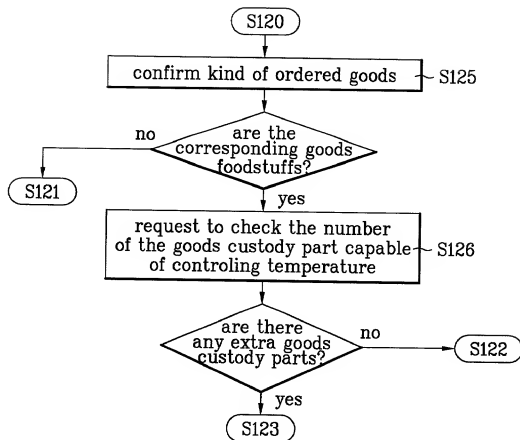 S120
confirm kind of ordered goods
S125
no
are the
corresponding goods
foodstuffs?
S121
yes
request to check the number
of the goods custody part capable
of controling temperature
S126
are there
any extra goods
custody parts?
no
S122
yes
S123